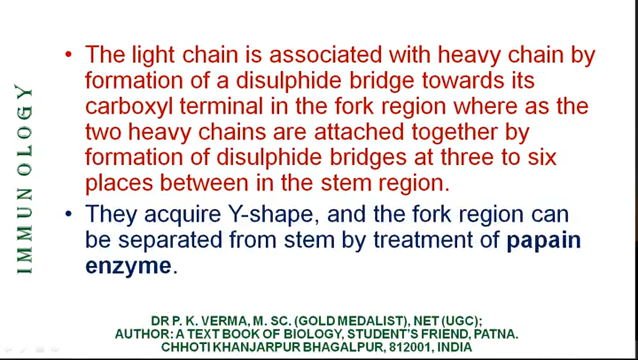 IMMUNOLOGY
• The light chain is associated with heavy chain by
formation of a disulphide bridge towards its
carboxyl terminal in the fork region where as the
two heavy chains are attached together by
formation of disulphide bridges at three to six
places between in the stem region.
• They acquire Y-shape, and the fork region can
be separated from stem by treatment of papain
enzyme.
DR P. K. VERMA, M. SC. (GOLD MEDALIST), NET (UGC);
AUTHOR: A TEXT BOOK OF BIOLOGY, STUDENT'S FRIEND, PATNA.
CHHOTI KHANJARPUR BHAGALPUR, 812001, INDIA